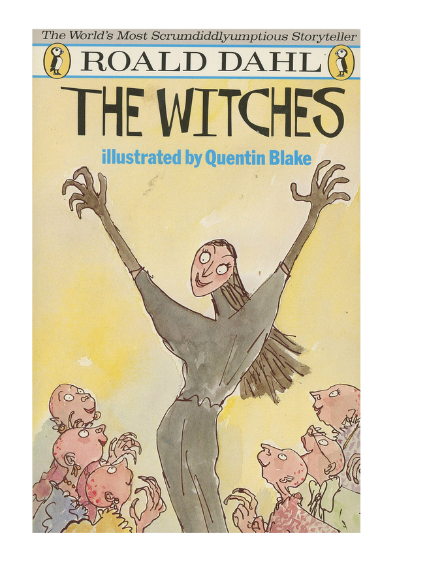 The World's Most Scrumdiddlyumptious Storyteller
ROALD DAHL
THE WITCHES
illustrated by Quentin Blake